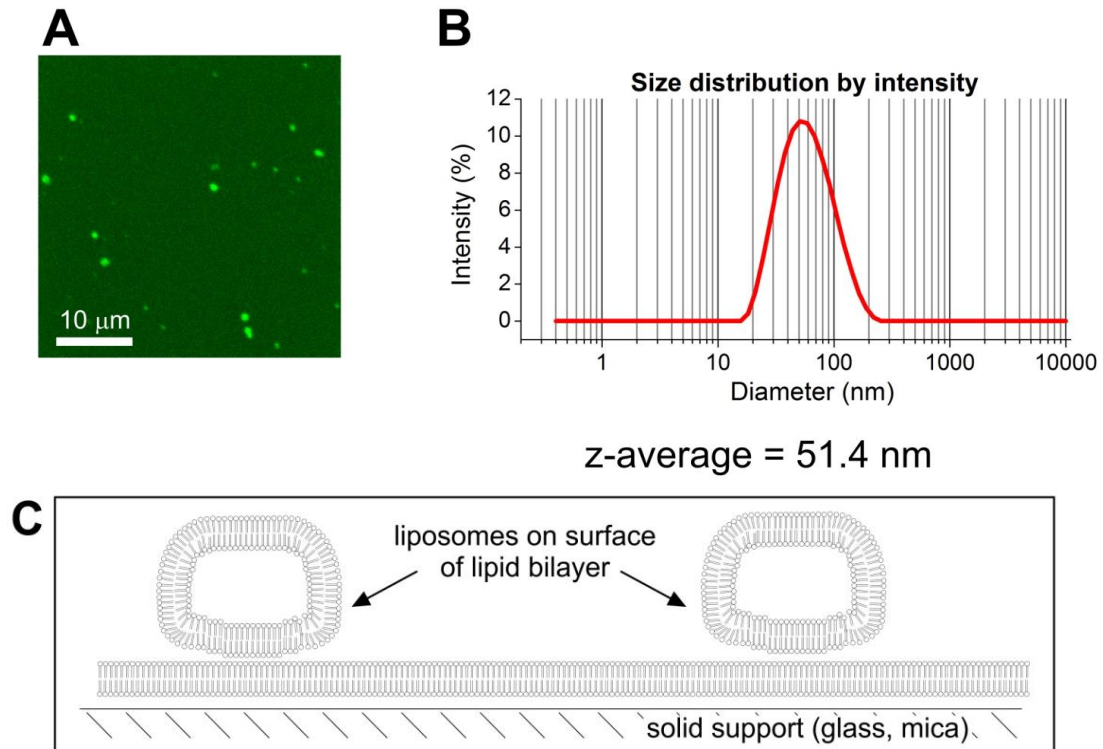 A
10 μm
B
Size distribution by intensity
Intensity (%)
12
10
8
6
4
2
0
1
10
100
1000
10000
Diameter (nm)
z-average = 51.4 nm
C
liposomes on surface
of lipid bilayer
solid support (glass, mica)